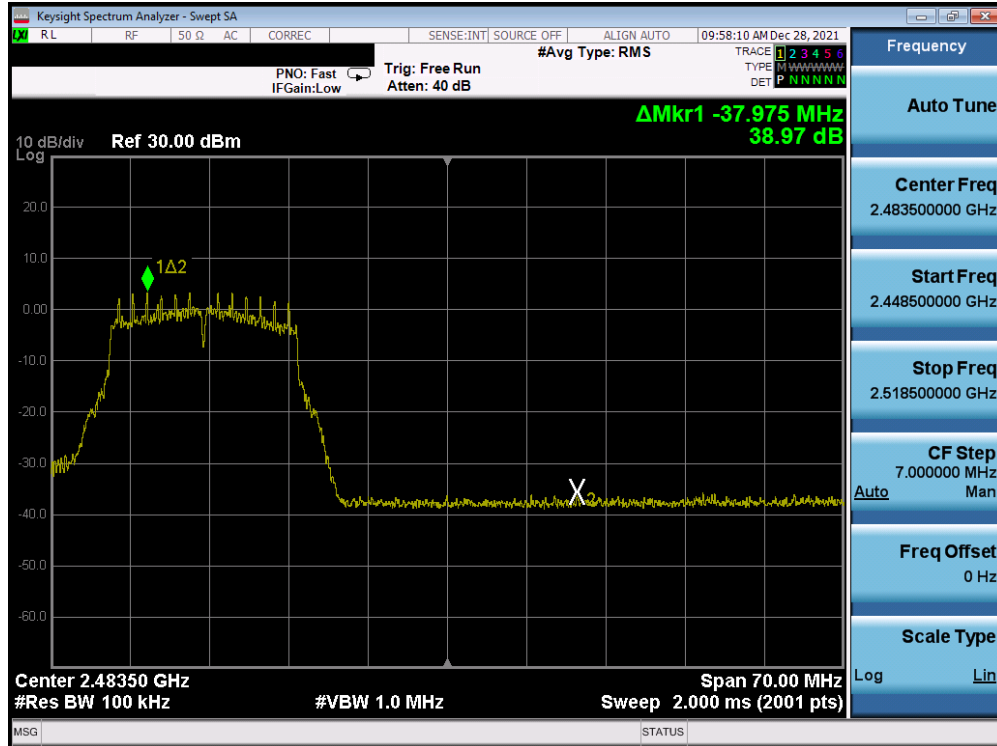 Keysight Spectrum Analyzer - Swept SA
LXI RL RF 50 Ω AC CORREC SENSE:INT SOURCE OFF ALIGN AUTO 09:58:10 AM Dec 28, 2021
#Avg Type: RMS TRACE 1 2 3 4 5 6
PNO: Fast Trig: Free Run TYPE M W W W W W
IFGain:Low Atten: 40 dB DET P N N N N N
ΔMkr1 -37.975 MHz
38.97 dB
10 dB/div Ref 30.00 dBm
Log
20.0
10.0
1Δ2
0.00
-10.0
-20.0
-30.0
2
-40.0
-50.0
-60.0
Center 2.48350 GHz Span 70.00 MHz
#Res BW 100 kHz #VBW 1.0 MHz Sweep 2.000 ms (2001 pts)
MSG STATUS
Frequency
Auto Tune
Center Freq
2.483500000 GHz
Start Freq
2.448500000 GHz
Stop Freq
2.518500000 GHz
CF Step
7.000000 MHz
Auto Man
Freq Offset
0 Hz
Scale Type
Log Lin